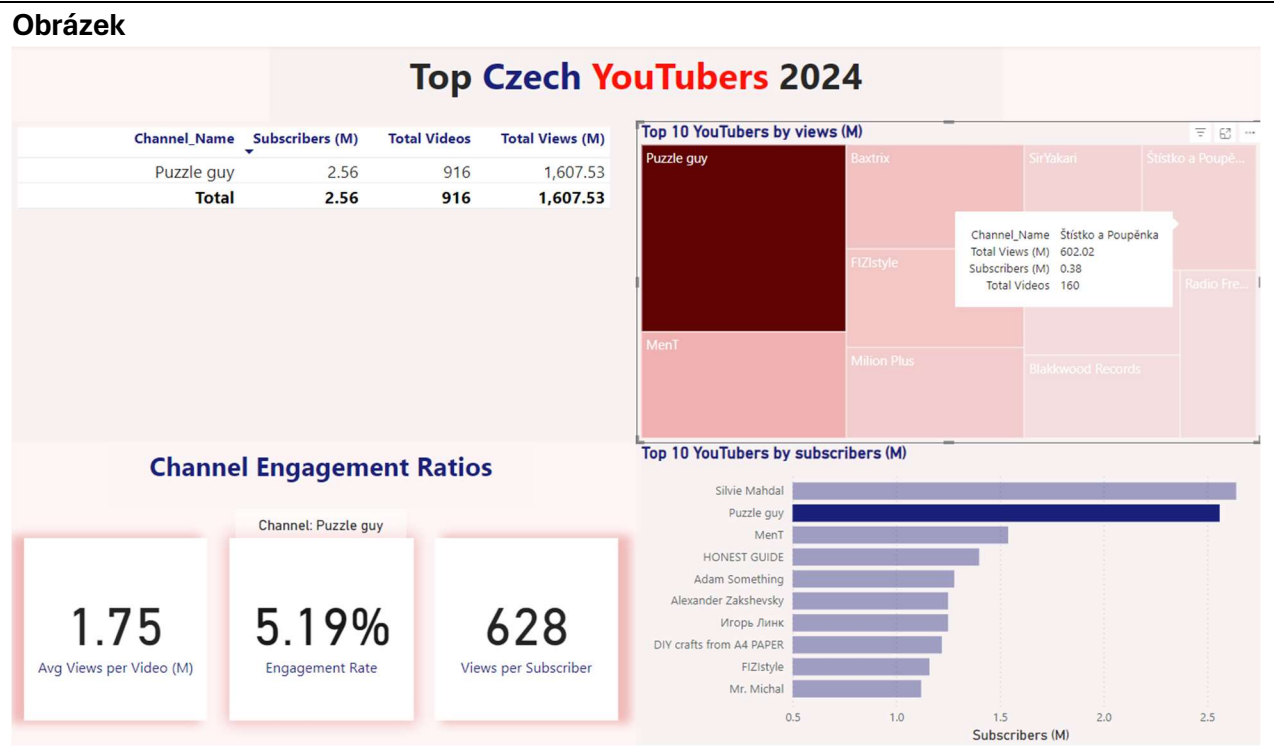 Obrázek
Top Czech YouTubers 2024
Channel_Name Subscribers (M) Total Videos Total Views (M)
Puzzle guy 2.56 916 1,607.53
Total 2.56 916 1,607.53
Top 10 YouTubers by views (M)
Puzzle guy
MenT
Baxtrix
FIZIstyle
Milion Plus
SirYakari
Štístko a Poupě...
Channel_Name Štístko a Poupěnka
Total Views (M) 602.02
Subscribers (M) 0.38
Total Videos 160
Radio Fre...
Blakkwood Records
Channel Engagement Ratios
Channel: Puzzle guy
1.75
Avg Views per Video (M)
5.19%
Engagement Rate
628
Views per Subscriber
Top 10 YouTubers by subscribers (M)
Silvie Mahdal
Puzzle guy
MenT
HONEST GUIDE
Adam Something
Alexander Zakshevsky
Игорь Линк
DIY crafts from A4 PAPER
FIZIstyle
Mr. Michal
0.5 1.0 1.5 2.0 2.5
Subscribers (M)